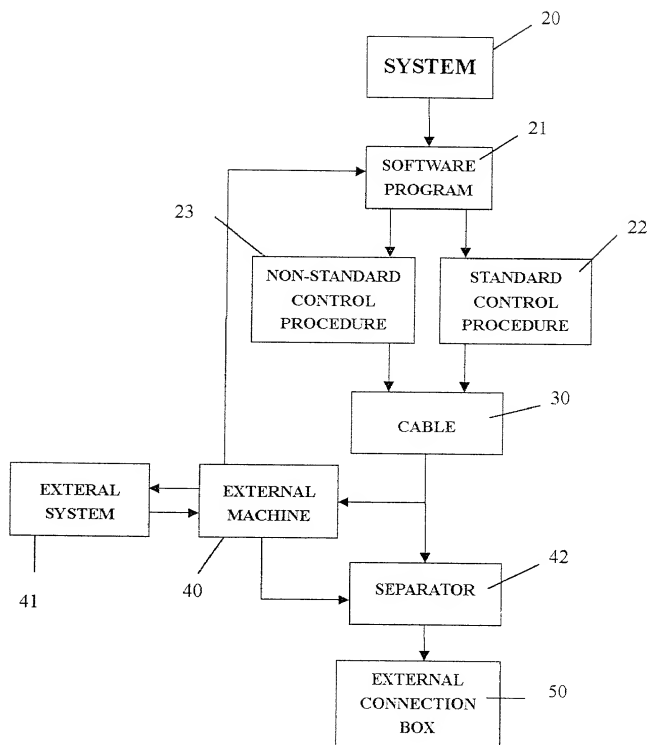 20
SYSTEM
21
SOFTWARE
PROGRAM
23
22
NON-STANDARD
CONTROL
PROCEDURE
STANDARD
CONTROL
PROCEDURE
30
CABLE
EXTERAL
SYSTEM
EXTERNAL
MACHINE
41
40
42
SEPARATOR
EXTERNAL
CONNECTION
BOX
50